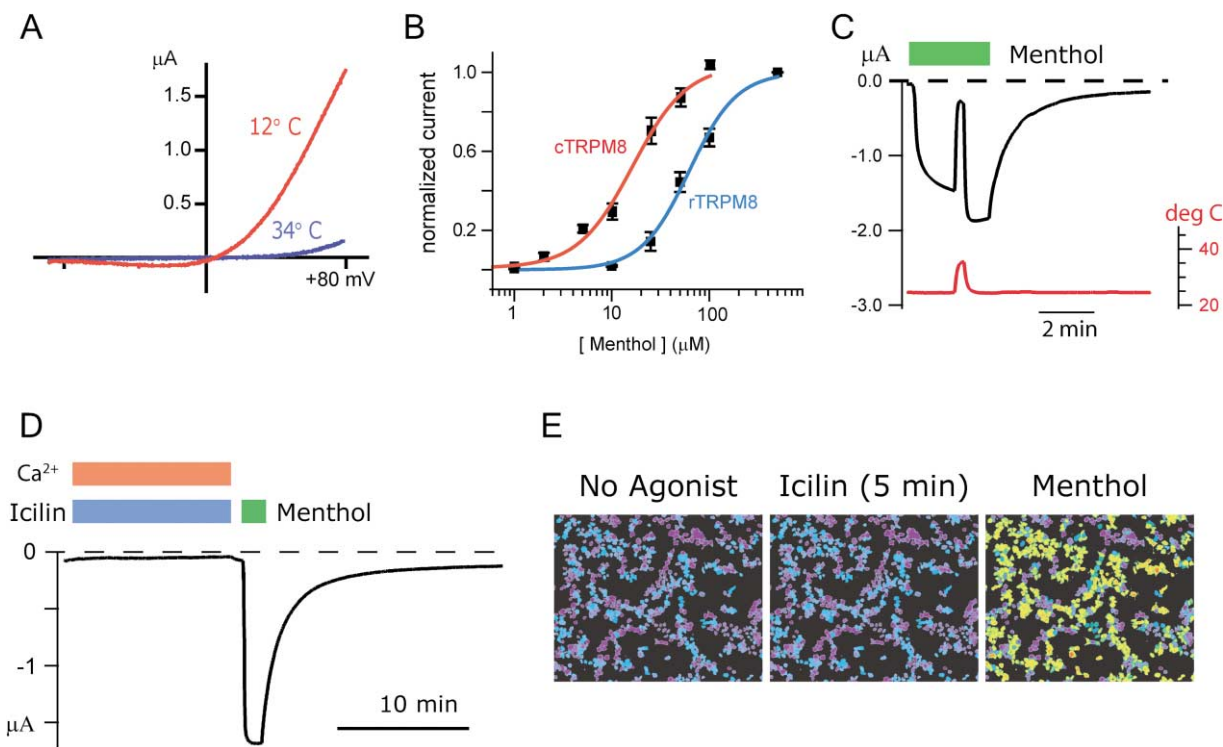 A
μA
1.5
1.0
0.5
12° C
34° C
+80 mV
B
normalized current
1.0
0.6
0.2
cTRPM8
rTRPM8
1
10
100
[ Menthol ] (μM)
C
μA
Menthol
0.0
-1.0
-2.0
-3.0
deg C
40
20
2 min
D
Ca²⁺
Icilin
Menthol
0
-1
μA
10 min
E
No Agonist
Icilin (5 min)
Menthol